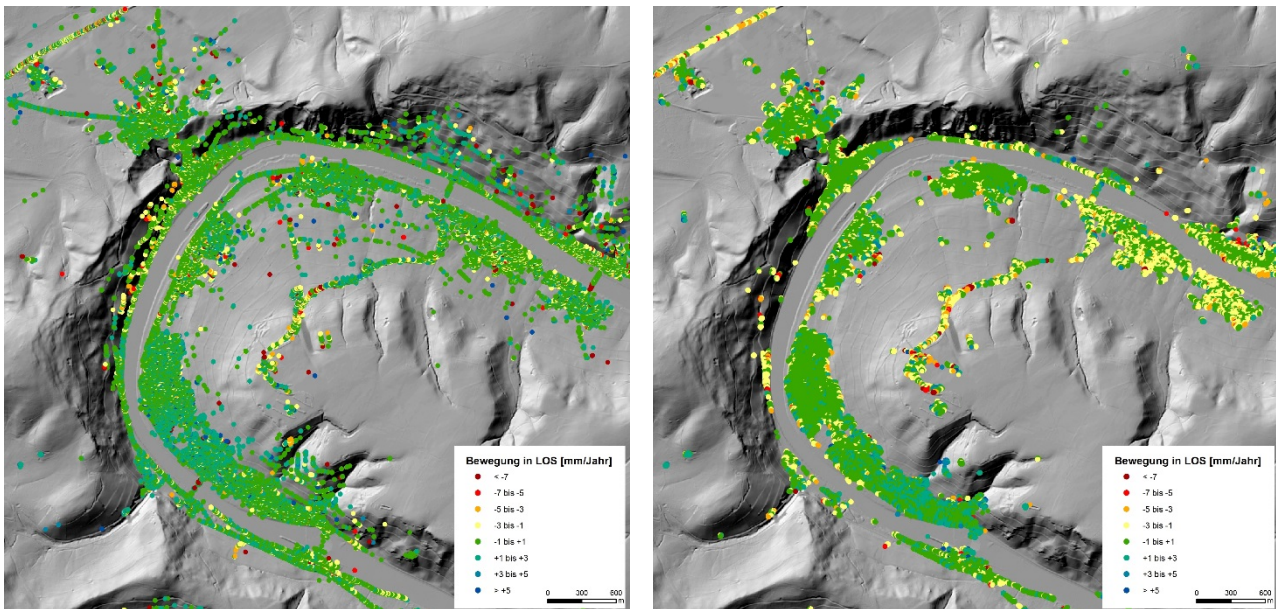 Bewegung in LOS [mm/Jahr]
< -7
-7 bis -5
-5 bis -3
-3 bis -1
-1 bis +1
+1 bis +3
+3 bis +5
> +5
0 300 600
m
Bewegung in LOS [mm/Jahr]
< -7
-7 bis -5
-5 bis -3
-3 bis -1
-1 bis +1
+1 bis +3
+3 bis +5
> +5
0 300 600
m